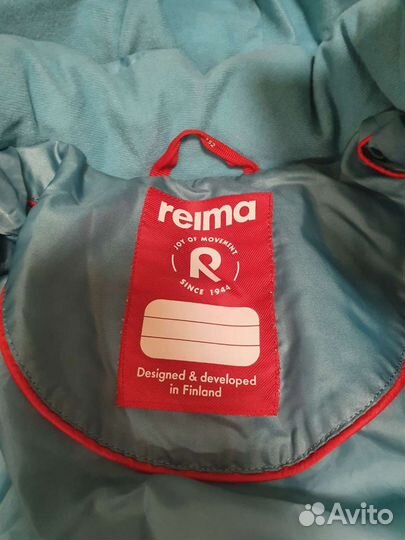 reima
JOY OF MOVEMENT
R
SINCE 1944
Designed & developed
in Finland
Avito